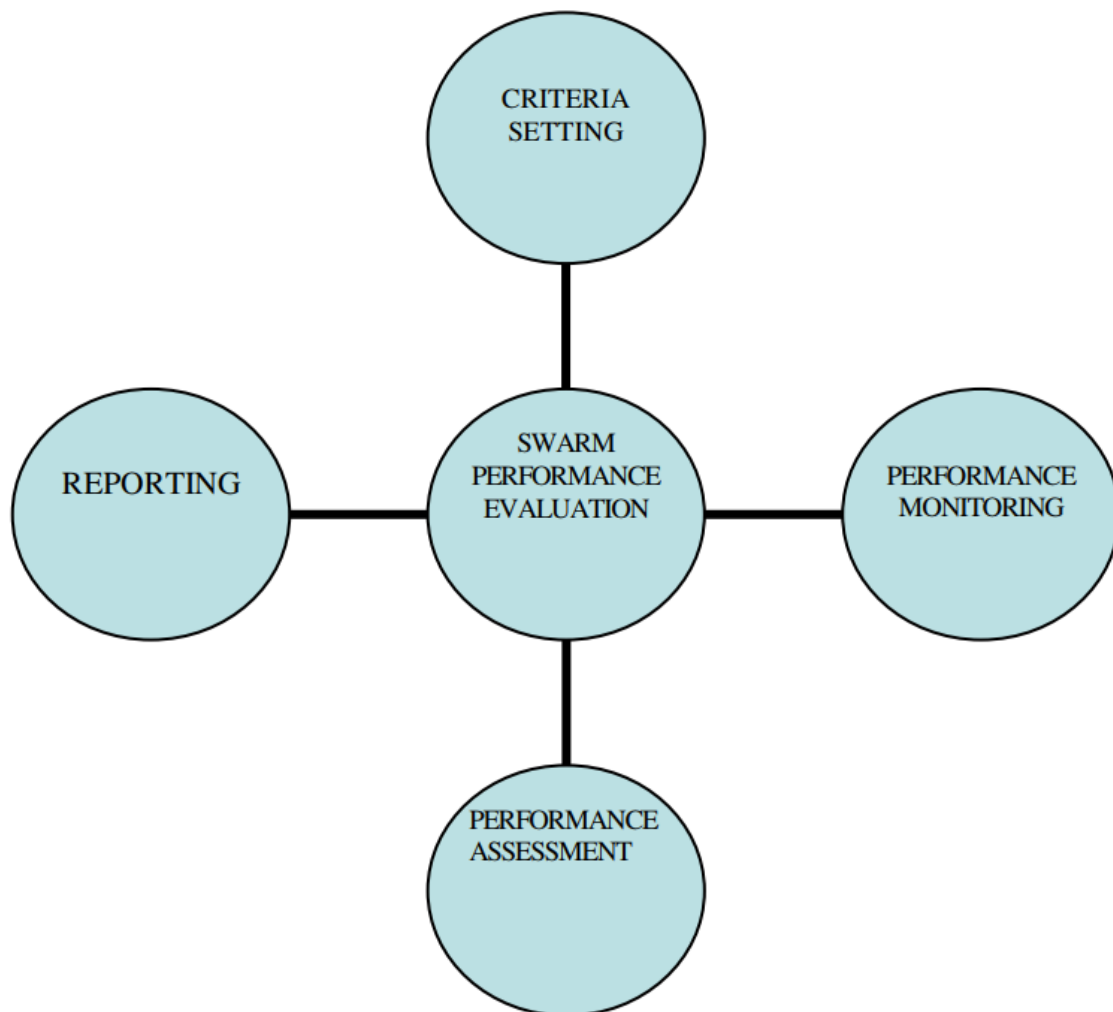 CRITERIA
SETTING
REPORTING
SWARM
PERFORMANCE
EVALUATION
PERFORMANCE
MONITORING
PERFORMANCE
ASSESSMENT